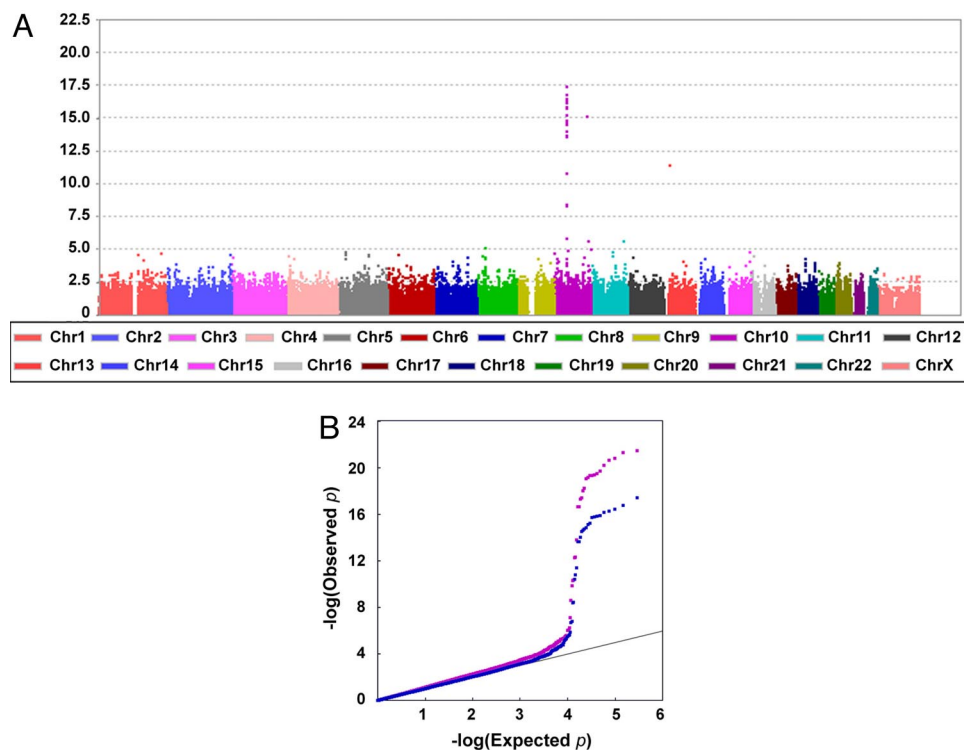 A
22.5
20.0
17.5
15.0
12.5
10.0
7.5
5.0
2.5
0
Chr1 Chr2 Chr3 Chr4 Chr5 Chr6 Chr7 Chr8 Chr9 Chr10 Chr11 Chr12
Chr13 Chr14 Chr15 Chr16 Chr17 Chr18 Chr19 Chr20 Chr21 Chr22 ChrX
B
-log(Observed p)
24
20
16
12
8
4
0
1 2 3 4 5 6
-log(Expected p)